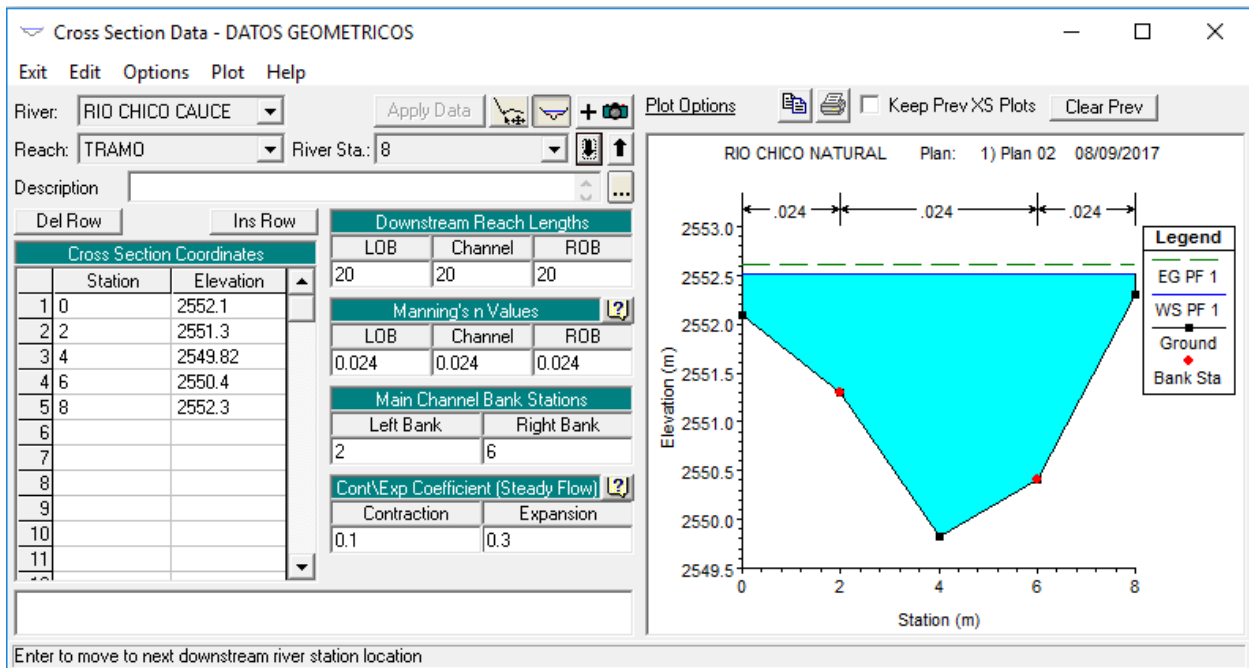 Cross Section Data - DATOS GEOMETRICOS
Exit Edit Options Plot Help
River: RIO CHICO CAUCE Apply Data
Reach: TRAMO River Sta.: 8
Description ...
Del Row Ins Row
Cross Section Coordinates
Station Elevation
1 0 2552.1
2 2 2551.3
3 4 2549.82
4 6 2550.4
5 8 2552.3
6
7
8
9
10
11
Downstream Reach Lengths
LOB Channel ROB
20 20 20
Manning's n Values
LOB Channel ROB
0.024 0.024 0.024
Main Channel Bank Stations
Left Bank Right Bank
2 6
Cont\Exp Coefficient (Steady Flow)
Contraction Expansion
0.1 0.3
Plot Options Keep Prev XS Plots Clear Prev
RIO CHICO NATURAL Plan: 1) Plan 02 08/09/2017
.024 .024 .024
2553.0
2552.5
2552.0
2551.5
2551.0
2550.5
2550.0
2549.5
0 2 4 6 8
Station (m)
Elevation (m)
Legend
EG PF 1
WS PF 1
Ground
Bank Sta
Enter to move to next downstream river station location